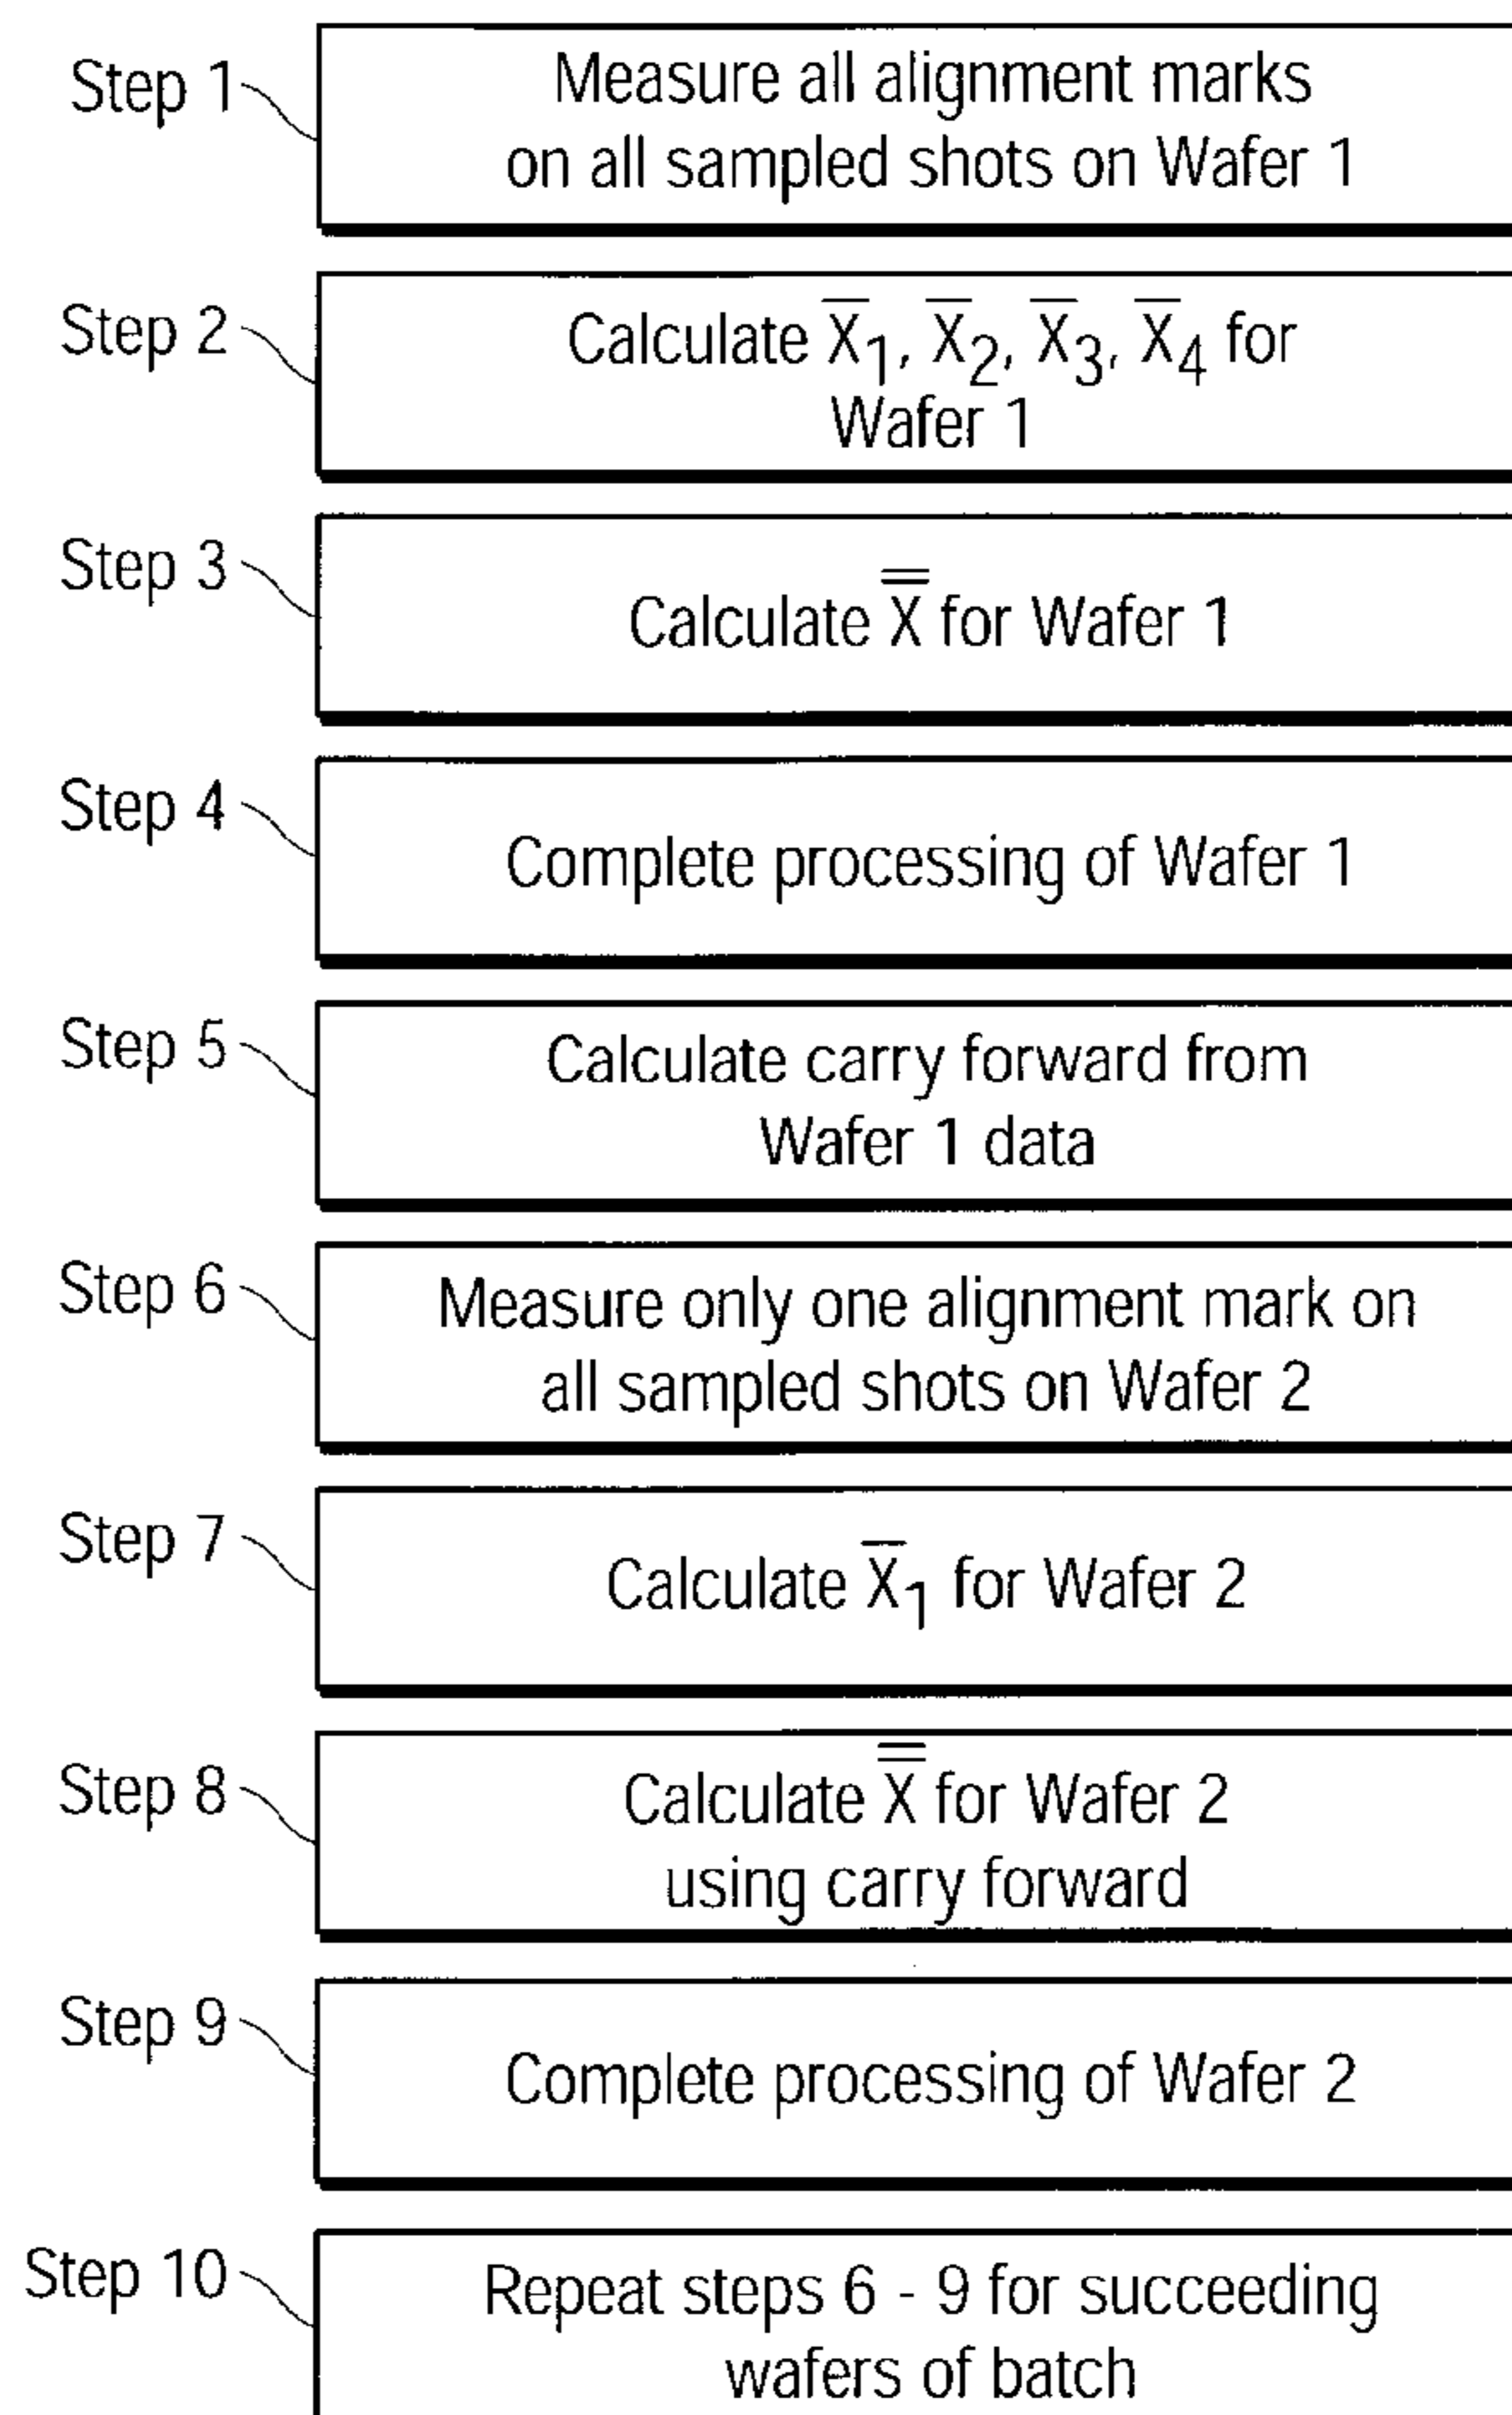 Step 1
Measure all alignment marks
on all sampled shots on Wafer 1
Step 2
Calculate X̅₁, X̅₂, X̅₃, X̅₄ for
Wafer 1
Step 3
Calculate X̿ for Wafer 1
Step 4
Complete processing of Wafer 1
Step 5
Calculate carry forward from
Wafer 1 data
Step 6
Measure only one alignment mark on
all sampled shots on Wafer 2
Step 7
Calculate X̅₁ for Wafer 2
Step 8
Calculate X̿ for Wafer 2
using carry forward
Step 9
Complete processing of Wafer 2
Step 10
Repeat steps 6 - 9 for succeeding
wafers of batch